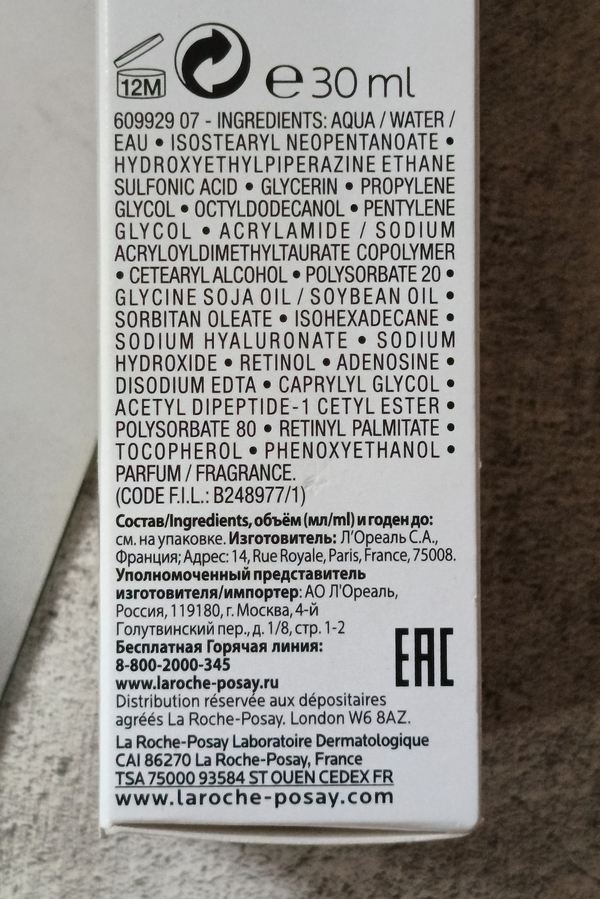 12M
℮ 30 ml
609929 07 - INGREDIENTS: AQUA / WATER /
EAU • ISOSTEARYL NEOPENTANOATE •
HYDROXYETHYLPIPERAZINE ETHANE
SULFONIC ACID • GLYCERIN • PROPYLENE
GLYCOL • OCTYLDODECANOL • PENTYLENE
GLYCOL • ACRYLAMIDE / SODIUM
ACRYLOYLDIMETHYLTAURATE COPOLYMER
• CETEARYL ALCOHOL • POLYSORBATE 20 •
GLYCINE SOJA OIL / SOYBEAN OIL •
SORBITAN OLEATE • ISOHEXADECANE •
SODIUM HYALURONATE • SODIUM
HYDROXIDE • RETINOL • ADENOSINE •
DISODIUM EDTA • CAPRYLYL GLYCOL •
ACETYL DIPEPTIDE-1 CETYL ESTER •
POLYSORBATE 80 • RETINYL PALMITATE •
TOCOPHEROL • PHENOXYETHANOL •
PARFUM / FRAGRANCE.
(CODE F.I.L.: B248977/1)
Состав/Ingredients, объём (мл/ml) и годен до:
см. на упаковке. Изготовитель: Л'Ореаль С.А.,
Франция; Адрес: 14, Rue Royale, Paris, France, 75008.
Уполномоченный представитель
изготовителя/импортер: АО Л'Ореаль,
Россия, 119180, г. Москва, 4-й
Голутвинский пер., д. 1/8, стр. 1-2
Бесплатная Горячая линия:
8-800-2000-345
www.laroche-posay.ru
EAC
Distribution réservée aux dépositaires
agréés La Roche-Posay. London W6 8AZ.
La Roche-Posay Laboratoire Dermatologique
CAI 86270 La Roche-Posay, France
TSA 75000 93584 ST OUEN CEDEX FR
www.laroche-posay.com